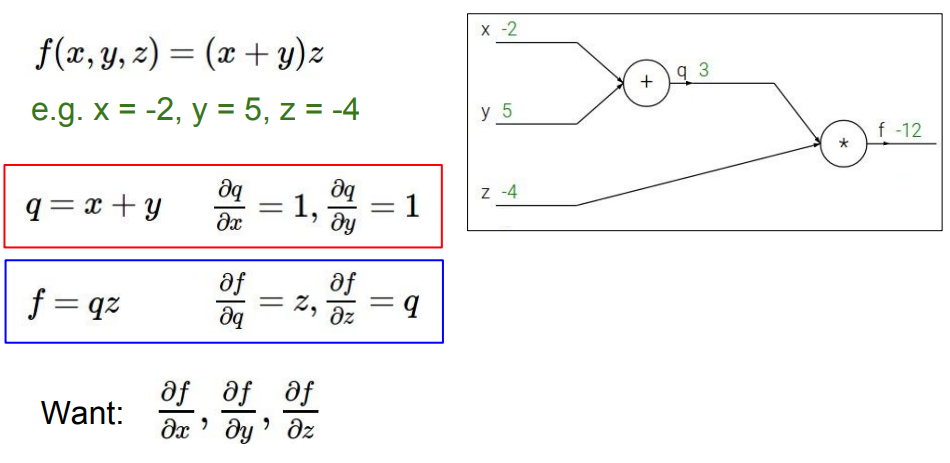 f(x, y, z) = (x + y)z
e.g. x = -2, y = 5, z = -4
q = x + y    ∂q/∂x = 1, ∂q/∂y = 1
f = qz    ∂f/∂q = z, ∂f/∂z = q
Want: ∂f/∂x, ∂f/∂y, ∂f/∂z
x -2
y 5
+
q 3
z -4
*
f -12